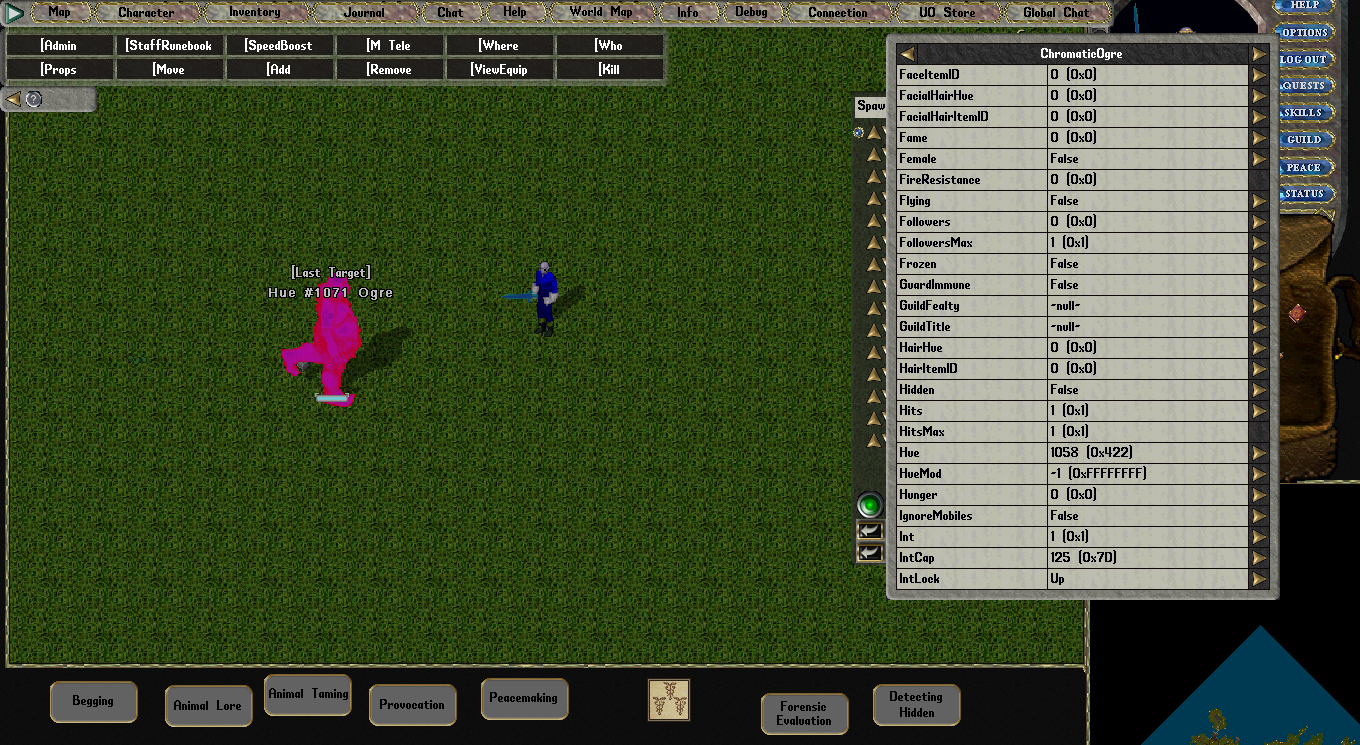 Map Character Inventory Journal Chat Help World Map Info Debug Connection UO Store Global Chat
[Admin [StaffRunebook [SpeedBoost [M Tele [Where [Who
[Props [Move [Add [Remove [ViewEquip [Kill
?
HELP
OPTIONS
LOG OUT
QUESTS
SKILLS
GUILD
PEACE
STATUS
Spaw
ChromaticOgre
FaceItemID 0 (0x0)
FacialHairHue 0 (0x0)
FacialHairItemID 0 (0x0)
Fame 0 (0x0)
Female False
FireResistance 0 (0x0)
Flying False
Followers 0 (0x0)
FollowersMax 1 (0x1)
Frozen False
GuardImmune False
GuildFealty -null-
GuildTitle -null-
HairHue 0 (0x0)
HairItemID 0 (0x0)
Hidden False
Hits 1 (0x1)
HitsMax 1 (0x1)
Hue 1058 (0x422)
HueMod -1 (0xFFFFFFFF)
Hunger 0 (0x0)
IgnoreMobiles False
Int 1 (0x1)
IntCap 125 (0x7D)
IntLock Up
[Last Target]
Hue #1071 Ogre
Begging
Animal Lore
Animal Taming
Provocation
Peacemaking
Forensic
Evaluation
Detecting
Hidden